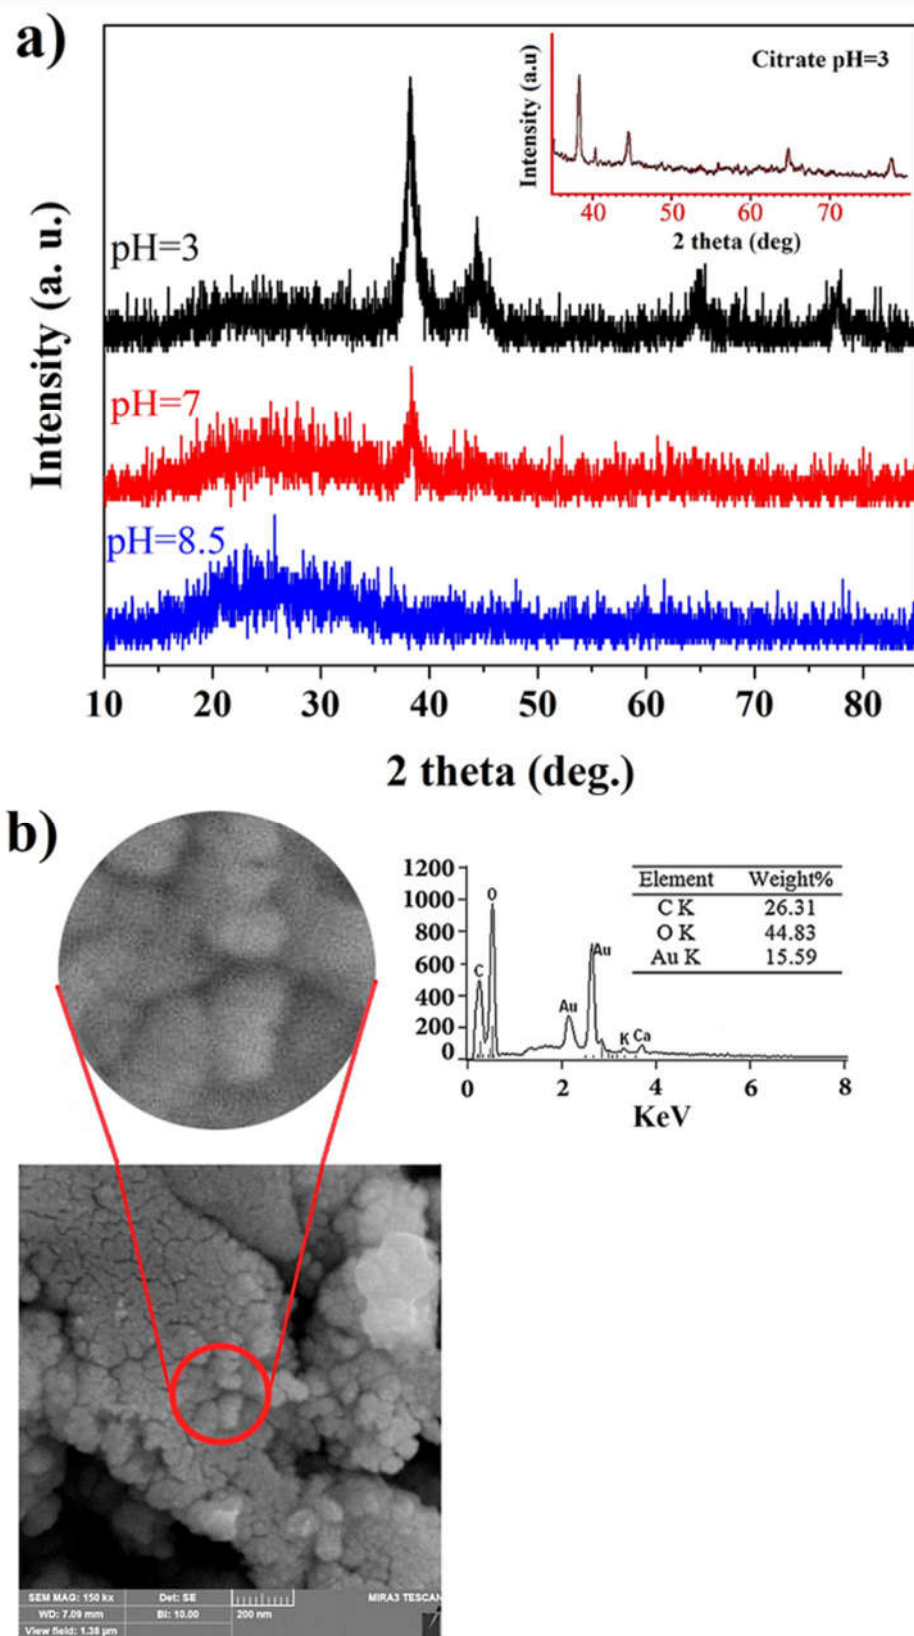 a)
Intensity (a. u.)
pH=3
pH=7
pH=8.5
10 20 30 40 50 60 70 80
2 theta (deg.)
Citrate pH=3
Intensity (a.u)
40 50 60 70
2 theta (deg)
b)
1200
1000
800
600
400
200
0
C
O
Au
Au
K
Ca
0 2 4 6 8
KeV
Element Weight%
C K 26.31
O K 44.83
Au K 15.59
SEM MAG: 150 kx Det: SE MIRA3 TESCAN
WD: 7.09 mm BI: 10.00 200 nm
View field: 1.38 µm